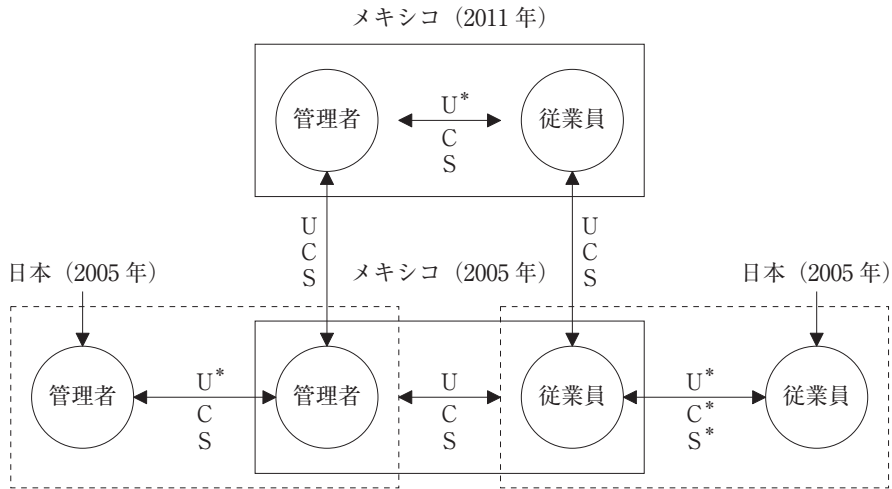 メキシコ（2011 年）
管理者
U*
C
S
従業員
U
C
S
U
C
S
日本（2005 年）
メキシコ（2005 年）
日本（2005 年）
管理者
U*
C
S
管理者
U
C
S
従業員
U*
C*
S*
従業員